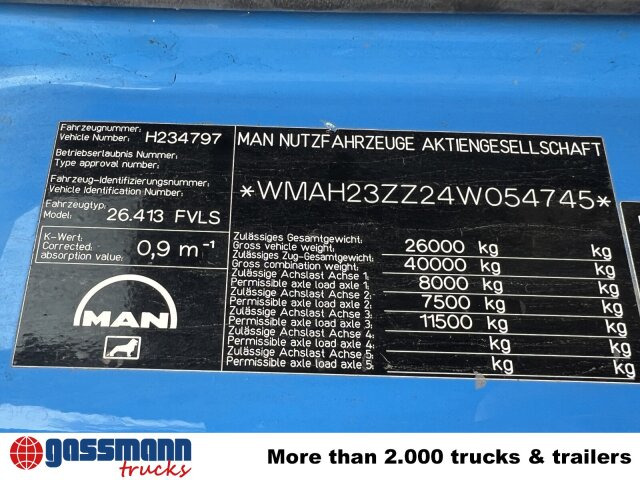 Fahrzeugnummer:
Vehicle Number: H234797
Betriebserlaubnis Nummer:
Type approval number:
Fahrzeug-Identifizierungsnummer:
Vehicle Identification Number:
Fahrzeugtyp:
Model: 26.413 FVLS
K-Wert:
Corrected:
absorption value: 0,9 m⁻¹
MAN
MAN NUTZFAHRZEUGE AKTIENGESELLSCHAFT
*WMAH23ZZ24W054745*
Zulässiges Gesamtgewicht:
Gross vehicle weight: 26000 kg kg
Zulässiges Zug-Gesamtgewicht:
Gross combination weight: 40000 kg kg
Zulässige Achslast Achse 1:
Permissible axle load axle 1: 8000 kg kg
Zulässige Achslast Achse 2:
Permissible axle load axle 2: 7500 kg kg
Zulässige Achslast Achse 3:
Permissible axle load axle 3: 11500 kg kg
Zulässige Achslast Achse 4:
Permissible axle load axle 4: kg kg
Zulässige Achslast Achse 5:
Permissible axle load axle 5: kg kg
gassmann
trucks
More than 2.000 trucks & trailers